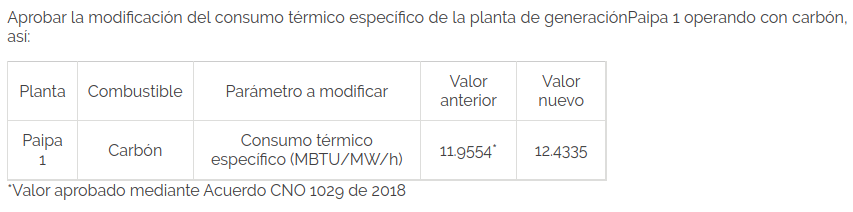 Aprobar la modificación del consumo térmico específico de la planta de generaciónPaipa 1 operando con carbón,
así:
Planta Combustible Parámetro a modificar Valor anterior Valor nuevo
Paipa 1 Carbón Consumo térmico específico (MBTU/MW/h) 11.9554* 12.4335
*Valor aprobado mediante Acuerdo CNO 1029 de 2018